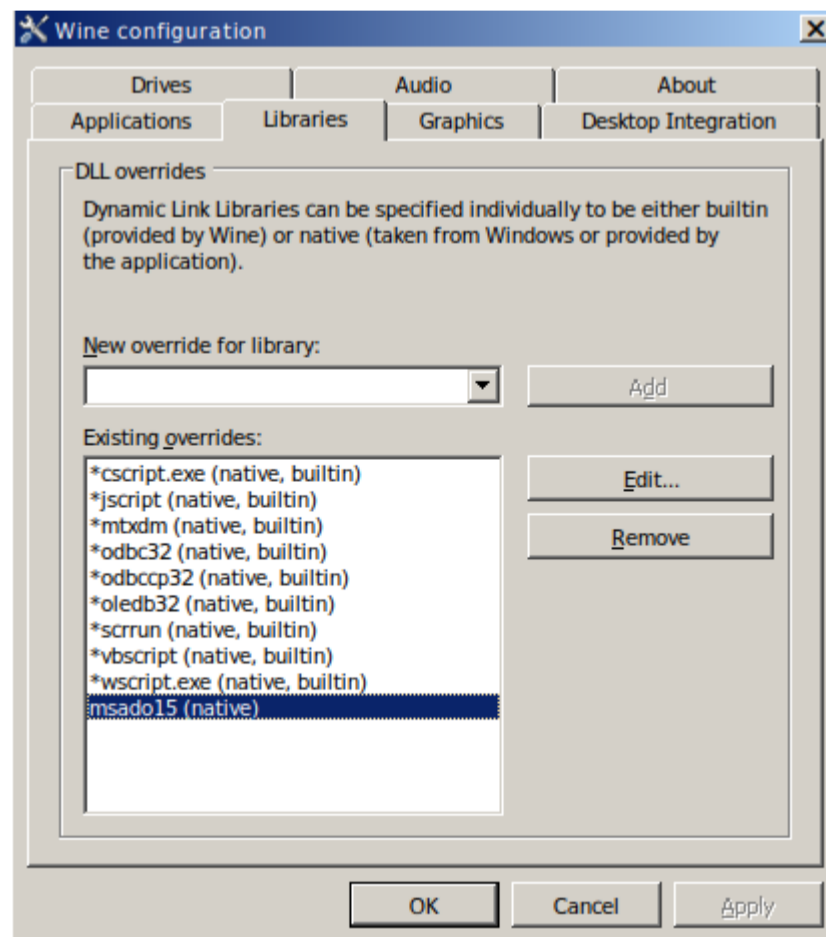 Wine configuration
Drives Audio About
Applications Libraries Graphics Desktop Integration
DLL overrides
Dynamic Link Libraries can be specified individually to be either builtin
(provided by Wine) or native (taken from Windows or provided by
the application).
New override for library:
Add
Existing overrides:
*cscript.exe (native, builtin)
*jscript (native, builtin)
*mtxdm (native, builtin)
*odbc32 (native, builtin)
*odbccp32 (native, builtin)
*oledb32 (native, builtin)
*scrrun (native, builtin)
*vbscript (native, builtin)
*wscript.exe (native, builtin)
msado15 (native)
Edit...
Remove
OK Cancel Apply